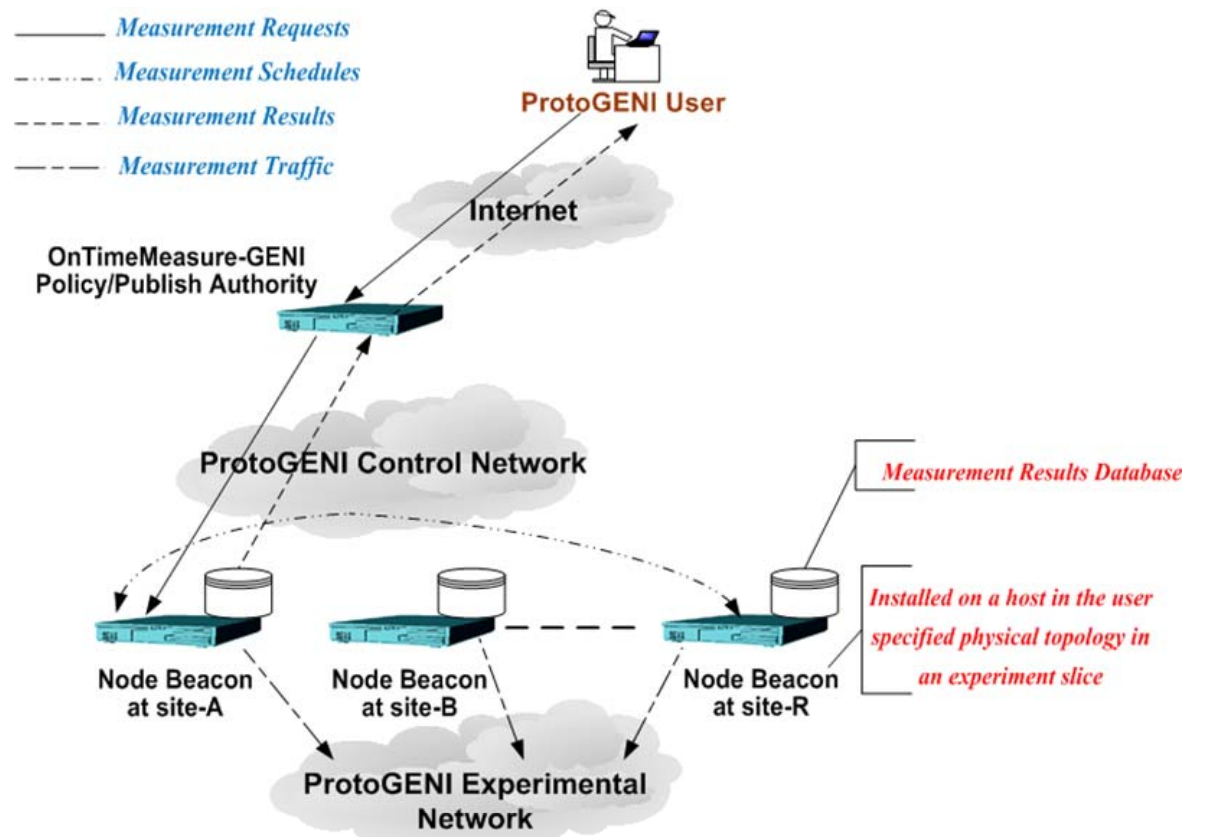 Measurement Requests
Measurement Schedules
Measurement Results
Measurement Traffic
ProtoGENI User
Internet
OnTimeMeasure-GENI
Policy/Publish Authority
ProtoGENI Control Network
Measurement Results Database
Installed on a host in the user
specified physical topology in
an experiment slice
Node Beacon
at site-A
Node Beacon
at site-B
Node Beacon
at site-R
ProtoGENI Experimental
Network